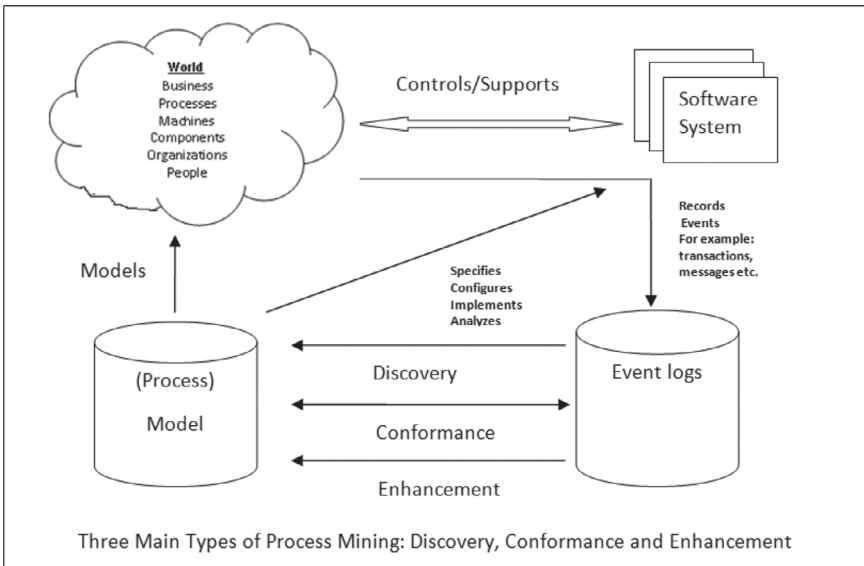 World
Business
Processes
Machines
Components
Organizations
People
Controls/Supports
Software
System
Records
Events
For example:
transactions,
messages etc.
Models
Specifies
Configures
Implements
Analyzes
(Process)
Model
Discovery
Conformance
Enhancement
Event logs
Three Main Types of Process Mining: Discovery, Conformance and Enhancement